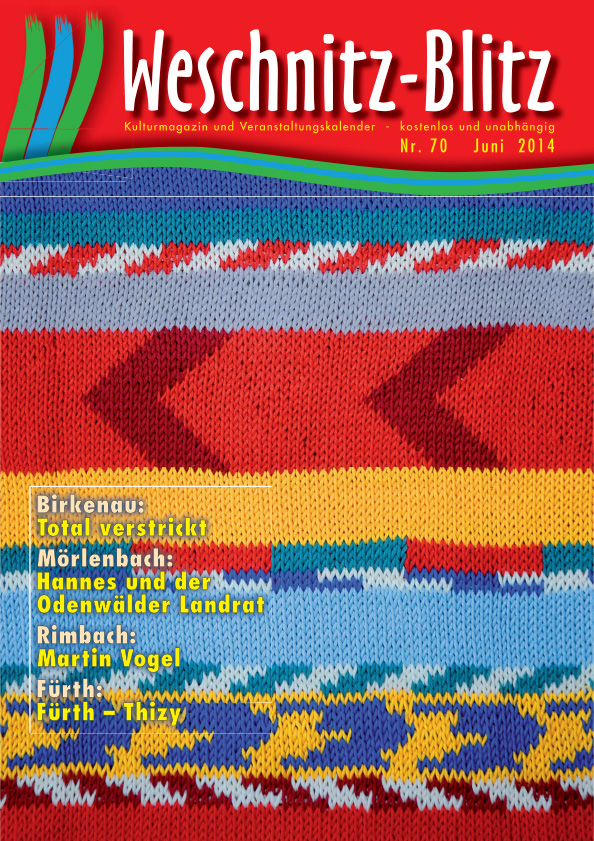 Weschnitz-Blitz
Kulturmagazin und Veranstaltungskalender - kostenlos und unabhängig
Nr. 70 Juni 2014
Birkenau:
Total verstrickt
Mörlenbach:
Hannes und der
Odenwälder Landrat
Rimbach:
Martin Vogel
Fürth:
Fürth – Thizy